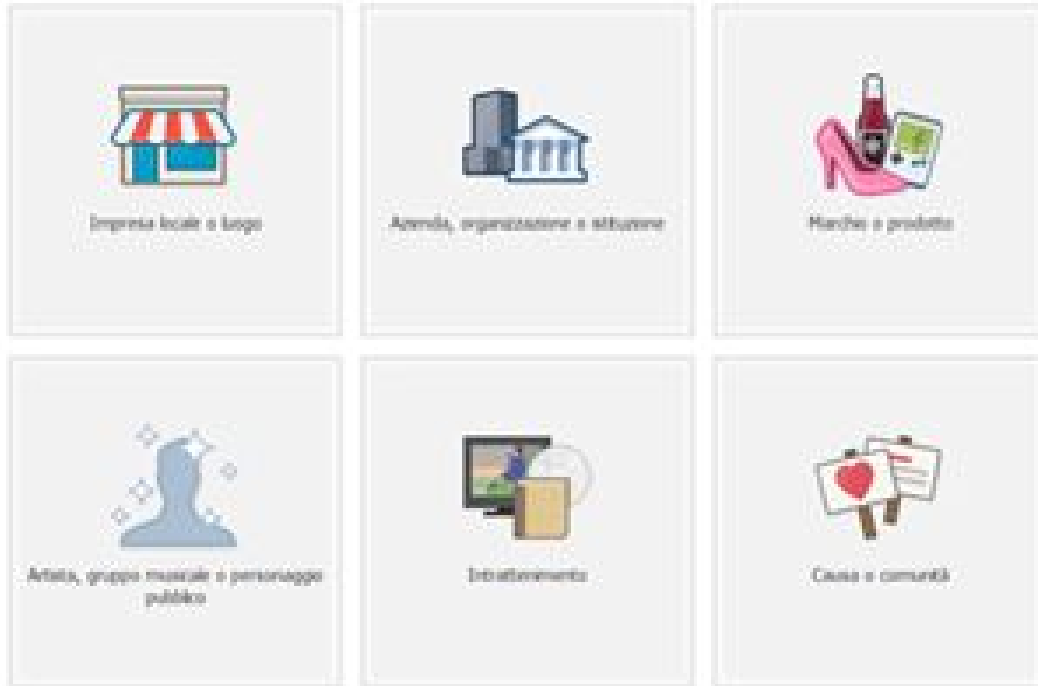 Impresa locale o luogo
Azienda, organizzazione o istituzione
Marchio o prodotto
Artista, gruppo musicale o personaggio
pubblico
Intrattenimento
Causa o comunità